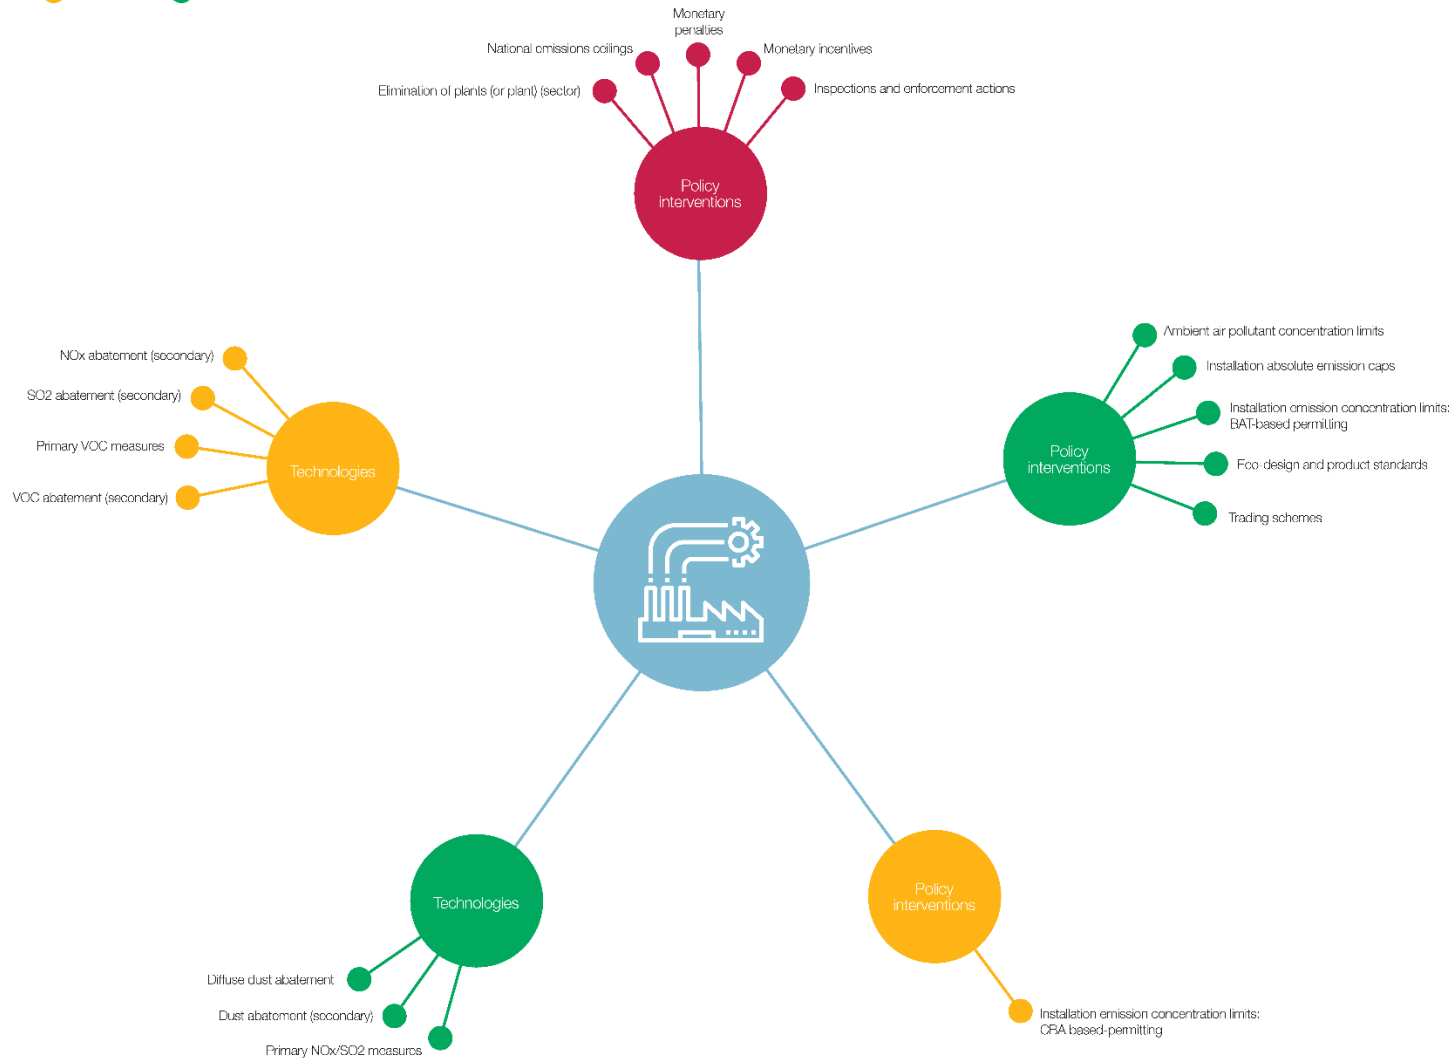 Monetary
penalties
National emissions ceilings
Monetary incentives
Elimination of plants (or plant) (sector)
Inspections and enforcement actions
Policy
interventions
Ambient air pollutant concentration limits
NOx abatement (secondary)
Installation absolute emission caps
SO2 abatement (secondary)
Installation emission concentration limits:
BAT-based permitting
Primary VOC measures
Technologies
Policy
interventions
Eco-design and product standards
VOC abatement (secondary)
Trading schemes
Technologies
Policy
interventions
Diffuse dust abatement
Dust abatement (secondary)
Installation emission concentration limits:
CBA based-permitting
Primary NOx/SO2 measures